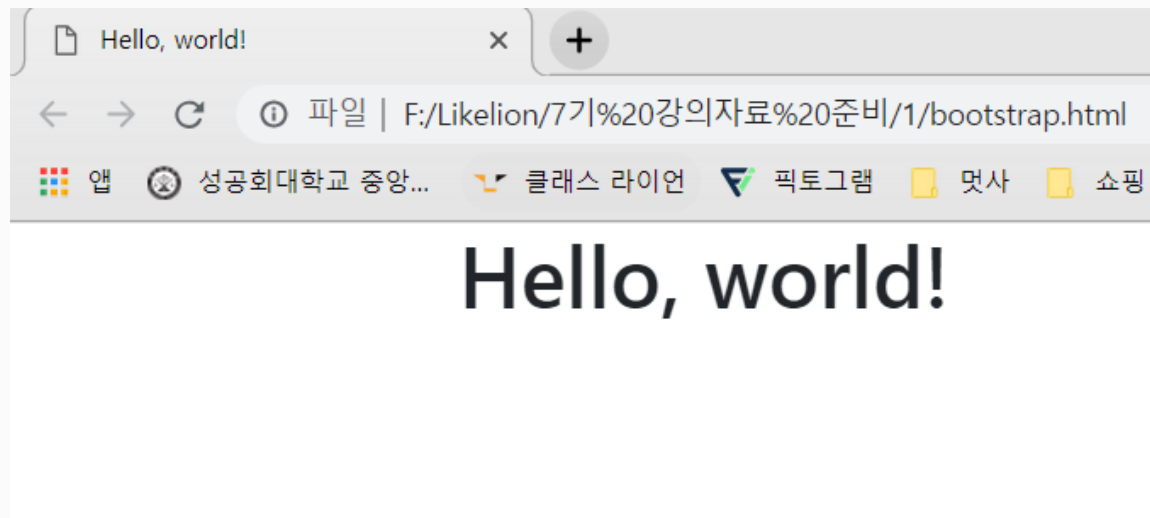 Hello, world!
파일 | F:/Likelion/7기%20강의자료%20준비/1/bootstrap.html
앱 성공회대학교 중앙... 클래스 라이언 픽토그램 멋사 쇼핑
Hello, world!